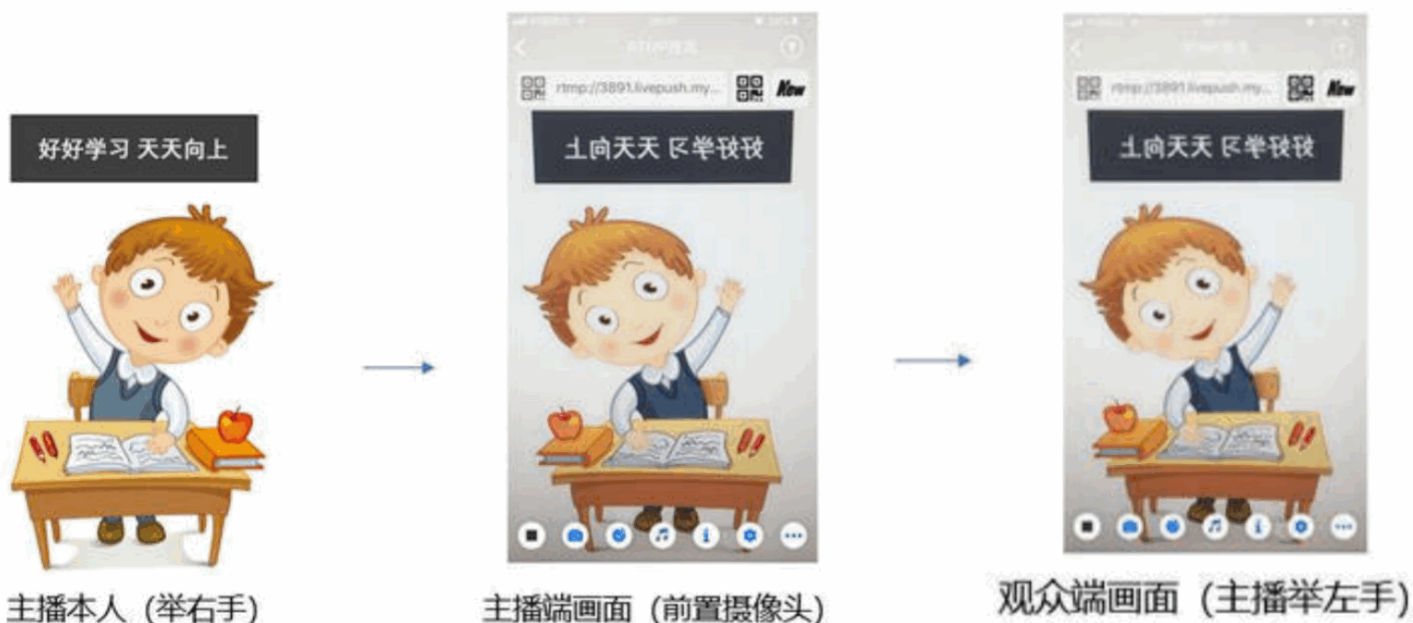 好好学习 天天向上
rtmp://3891.livepush.my...
New
好好学习 天天向上
rtmp://3891.livepush.my...
New
好好学习 天天向上
主播本人（举右手）
主播端画面（前置摄像头）
观众端画面（主播举左手）